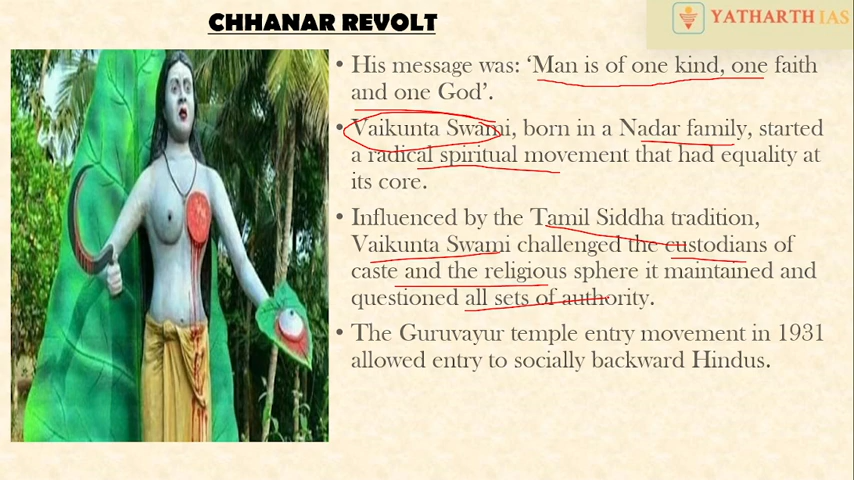 CHHANAR REVOLT
YATHARTH IAS
• His message was: ‘Man is of one kind, one faith
and one God’.
• Vaikunta Swami, born in a Nadar family, started
a radical spiritual movement that had equality at
its core.
• Influenced by the Tamil Siddha tradition,
Vaikunta Swami challenged the custodians of
caste and the religious sphere it maintained and
questioned all sets of authority.
• The Guruvayur temple entry movement in 1931
allowed entry to socially backward Hindus.